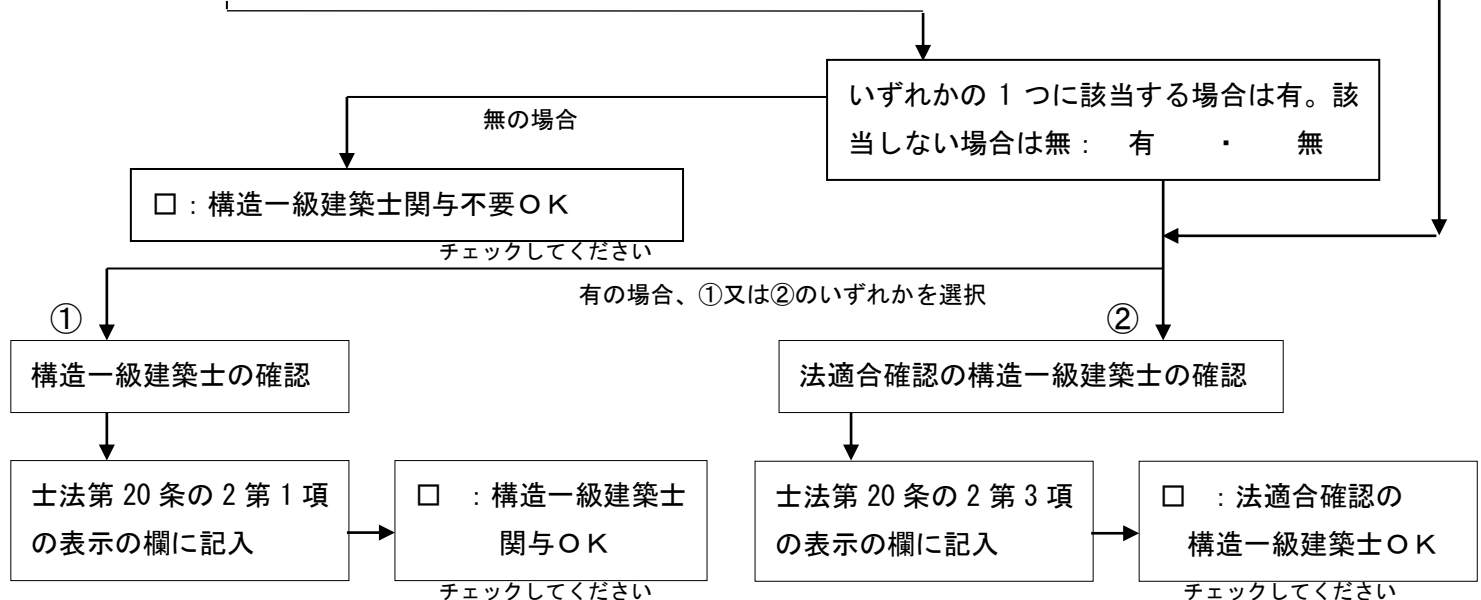 いずれかの 1 つに該当する場合は有。該
当しない場合は無： 有 ・ 無
無の場合
□：構造一級建築士関与不要ＯＫ
チェックしてください
有の場合、①又は②のいずれかを選択
①
②
構造一級建築士の確認
法適合確認の構造一級建築士の確認
士法第 20 条の 2 第 1 項
の表示の欄に記入
□ ：構造一級建築士
関与ＯＫ
チェックしてください
士法第 20 条の 2 第 3 項
の表示の欄に記入
□ ：法適合確認の
構造一級建築士ＯＫ
チェックしてください